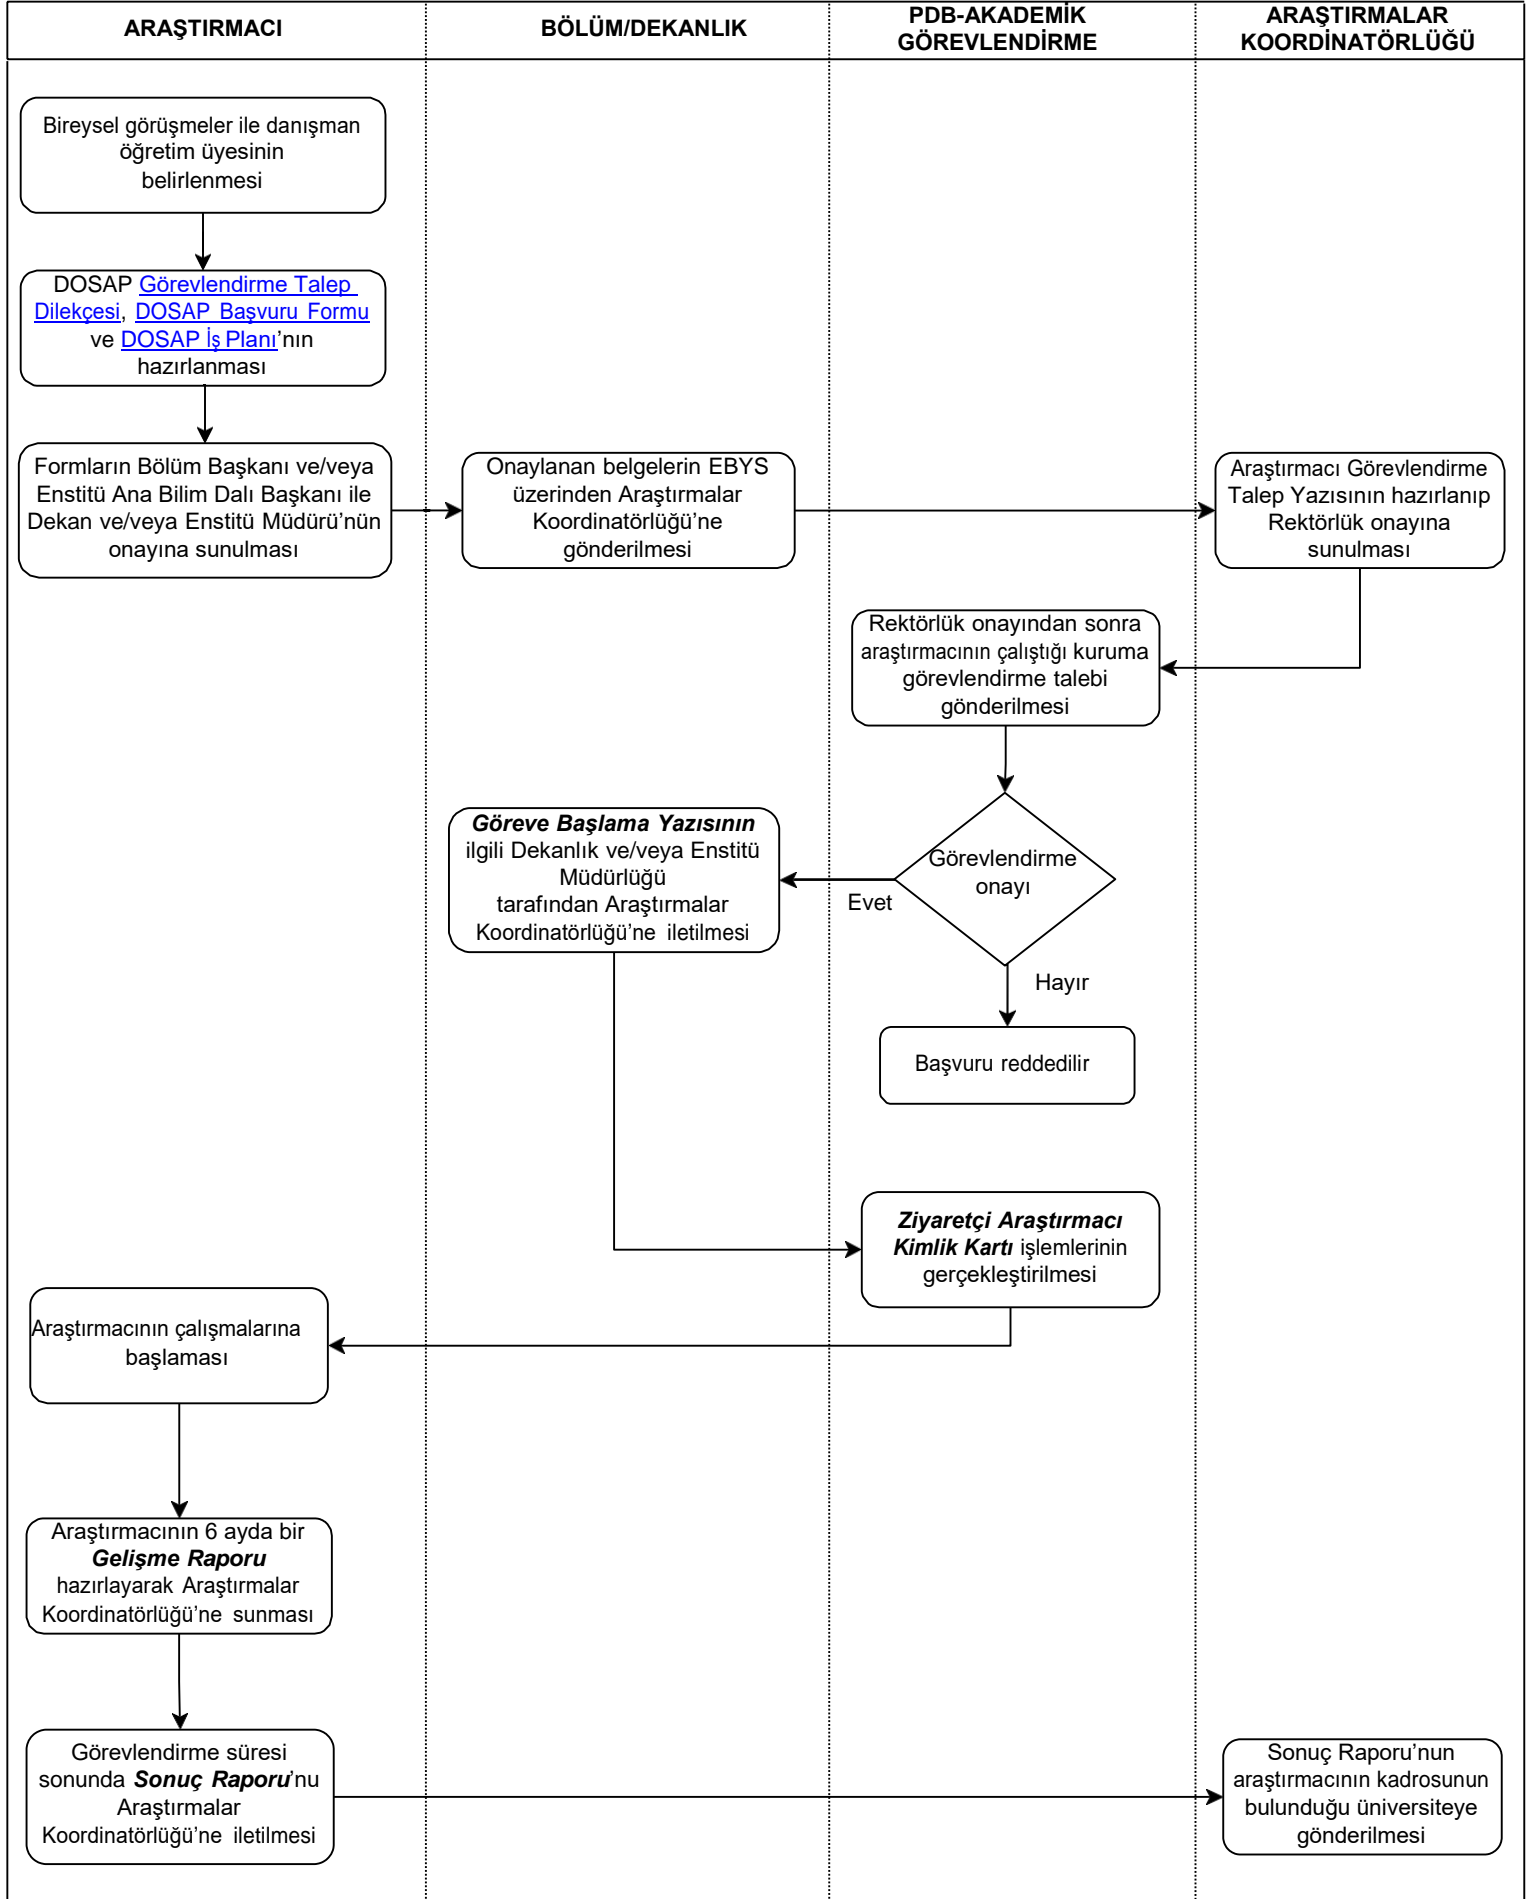 ARAŞTIRMACI
BÖLÜM/DEKANLIK
PDB-AKADEMİK
GÖREVLENDİRME
ARAŞTIRMALAR
KOORDİNATÖRLÜĞÜ
Bireysel görüşmeler ile danışman
öğretim üyesinin
belirlenmesi
DOSAP Görevlendirme Talep
Dilekçesi, DOSAP Başvuru Formu
ve DOSAP İş Planı’nın
hazırlanması
Formların Bölüm Başkanı ve/veya
Enstitü Ana Bilim Dalı Başkanı ile
Dekan ve/veya Enstitü Müdürü’nün
onayına sunulması
Onaylanan belgelerin EBYS
üzerinden Araştırmalar
Koordinatörlüğü’ne
gönderilmesi
Araştırmacı Görevlendirme
Talep Yazısının hazırlanıp
Rektörlük onayına
sunulması
Rektörlük onayından sonra
araştırmacının çalıştığı kuruma
görevlendirme talebi
gönderilmesi
Görevlendirme
onayı
Evet
Hayır
Göreve Başlama Yazısının
ilgili Dekanlık ve/veya Enstitü
Müdürlüğü
tarafından Araştırmalar
Koordinatörlüğü’ne iletilmesi
Başvuru reddedilir
Ziyaretçi Araştırmacı
Kimlik Kartı işlemlerinin
gerçekleştirilmesi
Araştırmacının çalışmalarına
başlaması
Araştırmacının 6 ayda bir
Gelişme Raporu
hazırlayarak Araştırmalar
Koordinatörlüğü’ne sunması
Görevlendirme süresi
sonunda Sonuç Raporu’nu
Araştırmalar
Koordinatörlüğü’ne iletilmesi
Sonuç Raporu’nun
araştırmacının kadrosunun
bulunduğu üniversiteye
gönderilmesi